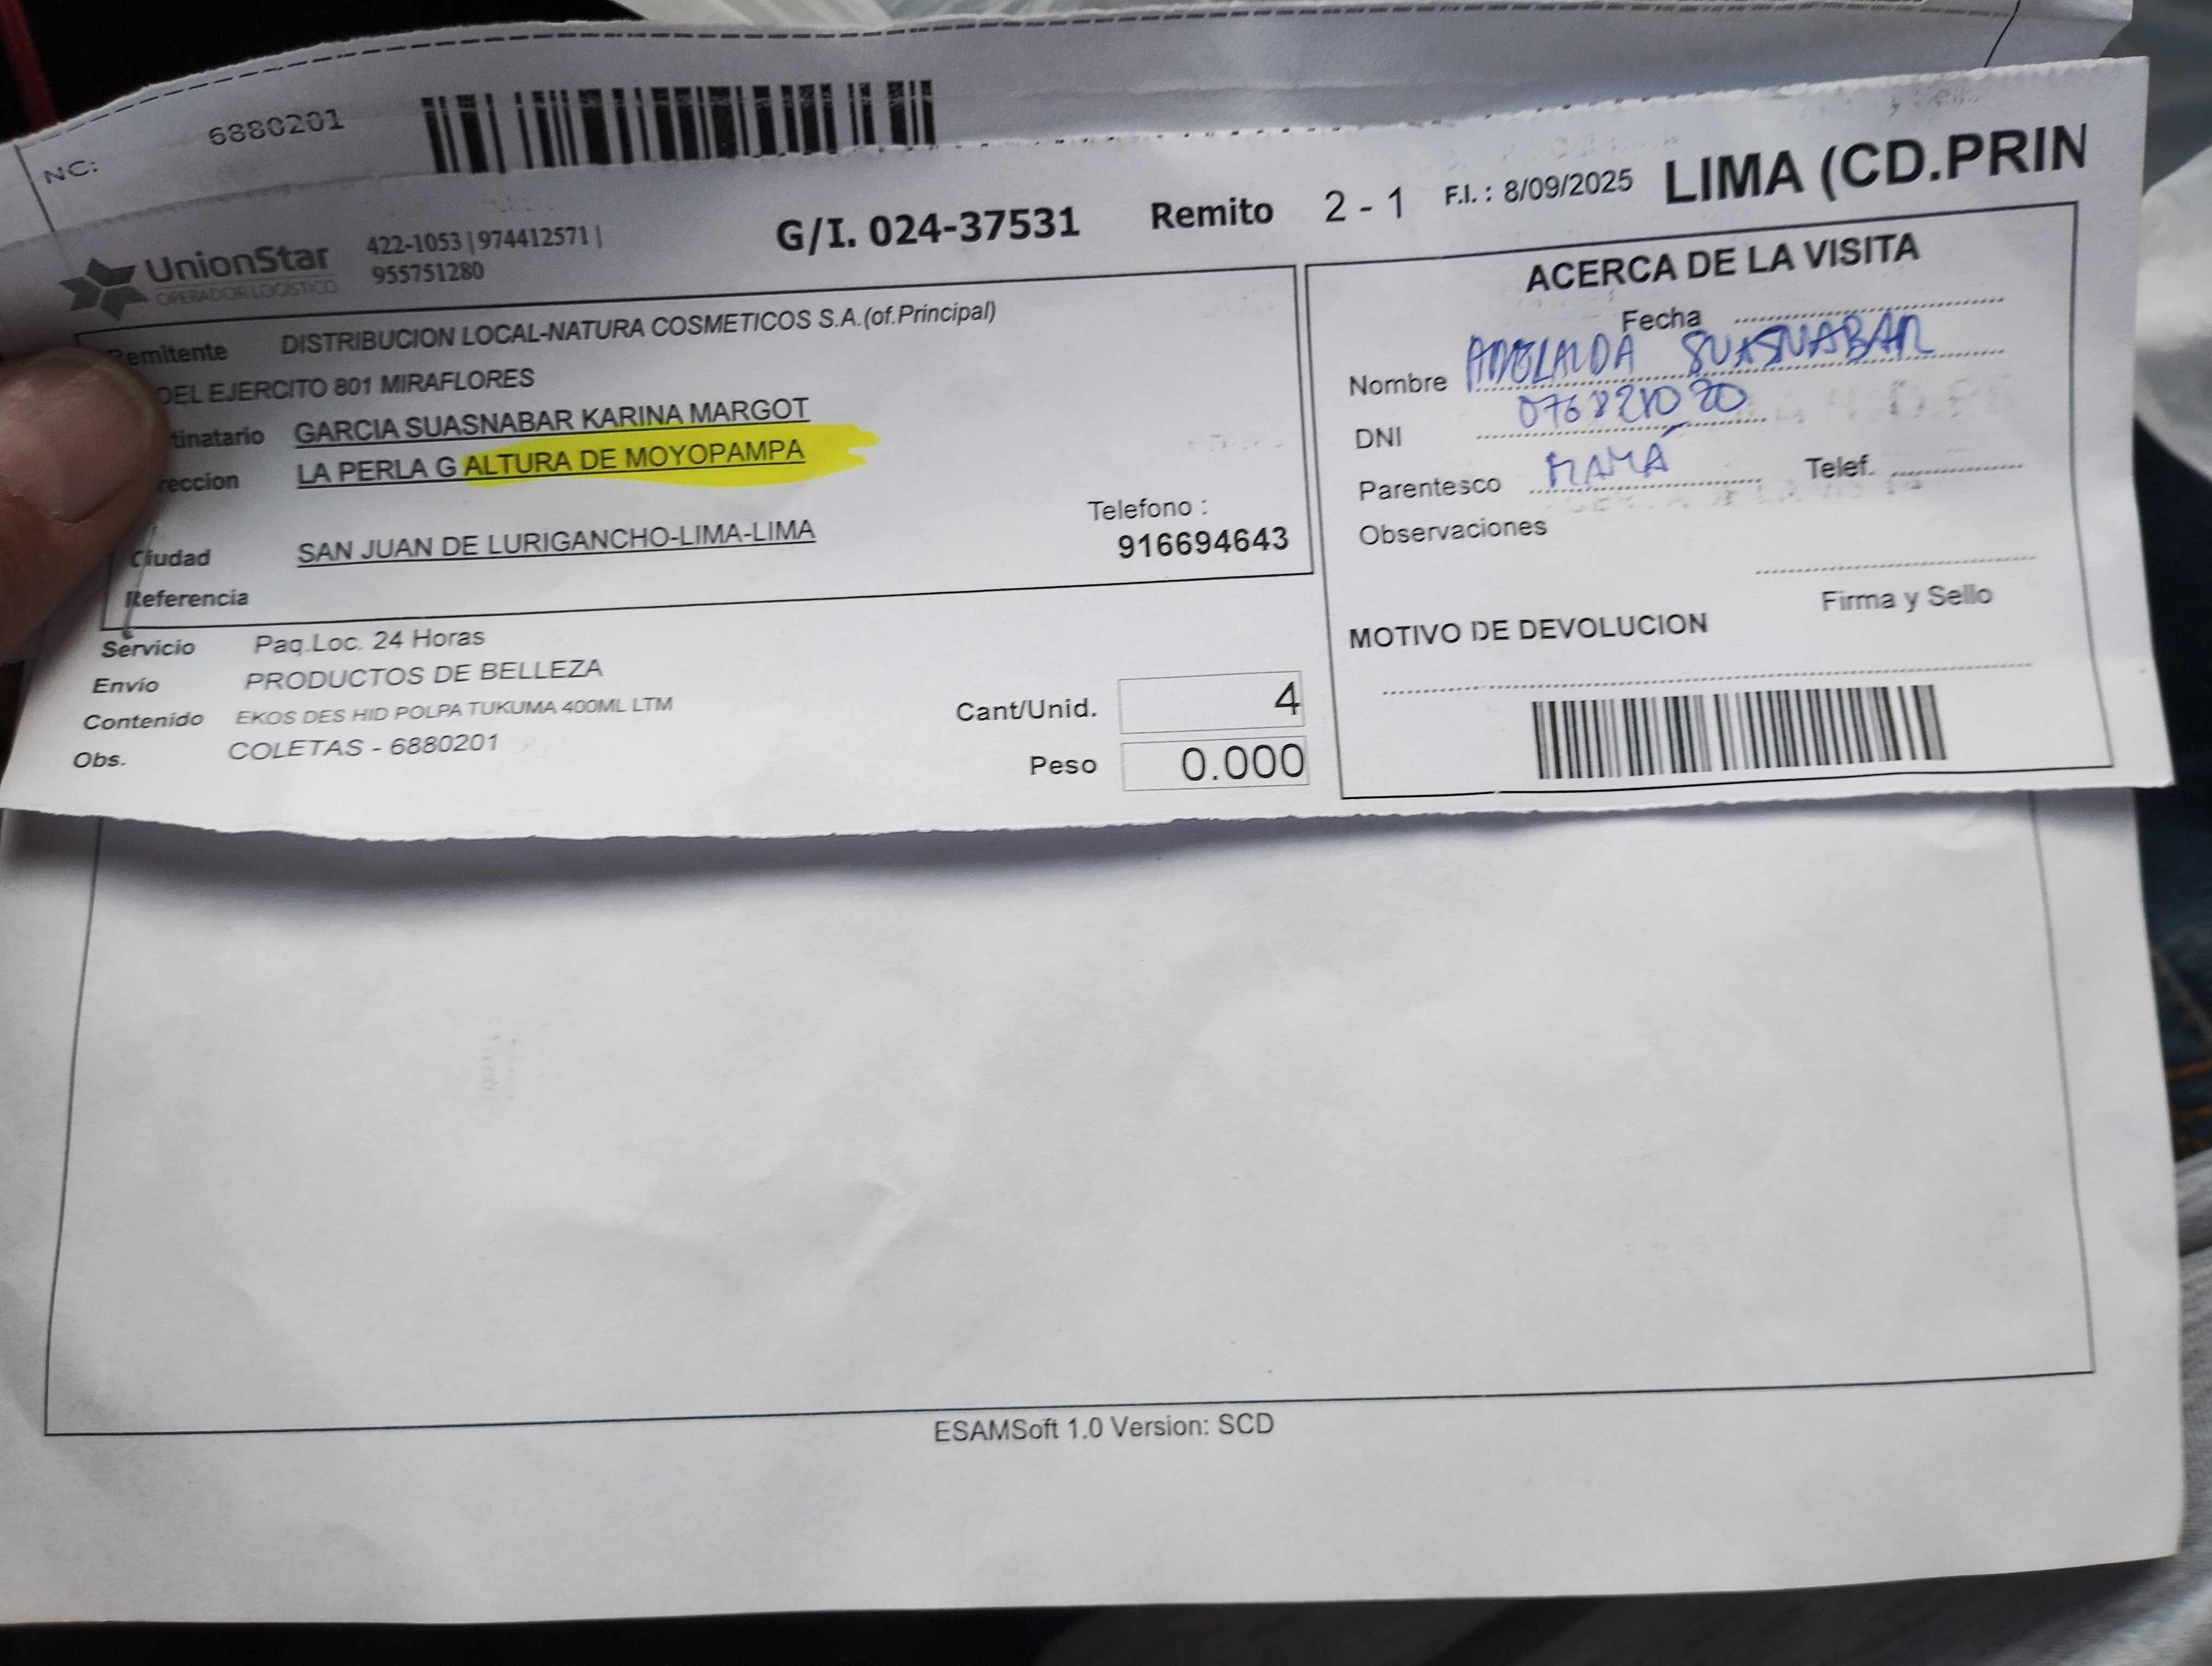 NC: 6880201
UnionStar
OPERADOR LOGISTICO
422-1053 | 974412571 |
955751280
G/I. 024-37531 Remito 2 - 1 F.I. : 8/09/2025 LIMA (CD.PRIN
Remitente DISTRIBUCION LOCAL-NATURA COSMETICOS S.A.(of.Principal)
DEL EJERCITO 801 MIRAFLORES
tinatario GARCIA SUASNABAR KARINA MARGOT
reccion LA PERLA G ALTURA DE MOYOPAMPA
Ciudad SAN JUAN DE LURIGANCHO-LIMA-LIMA
Telefono :
916694643
Referencia
Servicio Paq.Loc. 24 Horas
Envío PRODUCTOS DE BELLEZA
Contenido EKOS DES HID POLPA TUKUMA 400ML LTM
Obs. COLETAS - 6880201
Cant/Unid. 4
Peso 0.000
ACERCA DE LA VISITA
Fecha
Nombre SUASNABAR
DNI
Parentesco MAMÁ Telef.
Observaciones
Firma y Sello
MOTIVO DE DEVOLUCION
ESAMSoft 1.0 Version: SCD